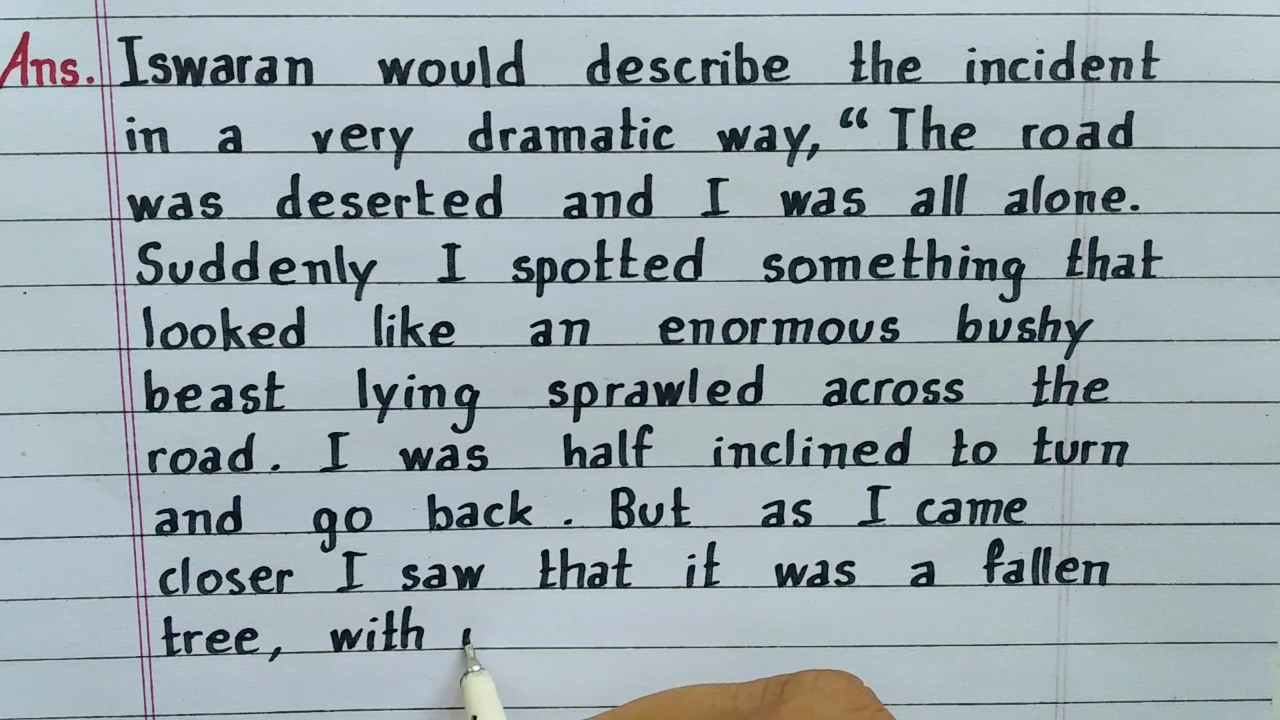 Ans. Iswaran would describe the incident
in a very dramatic way, “The road
was deserted and I was all alone.
Suddenly I spotted something that
looked like an enormous bushy
beast lying sprawled across the
road. I was half inclined to turn
and go back. But as I came
closer I saw that it was a fallen
tree, with